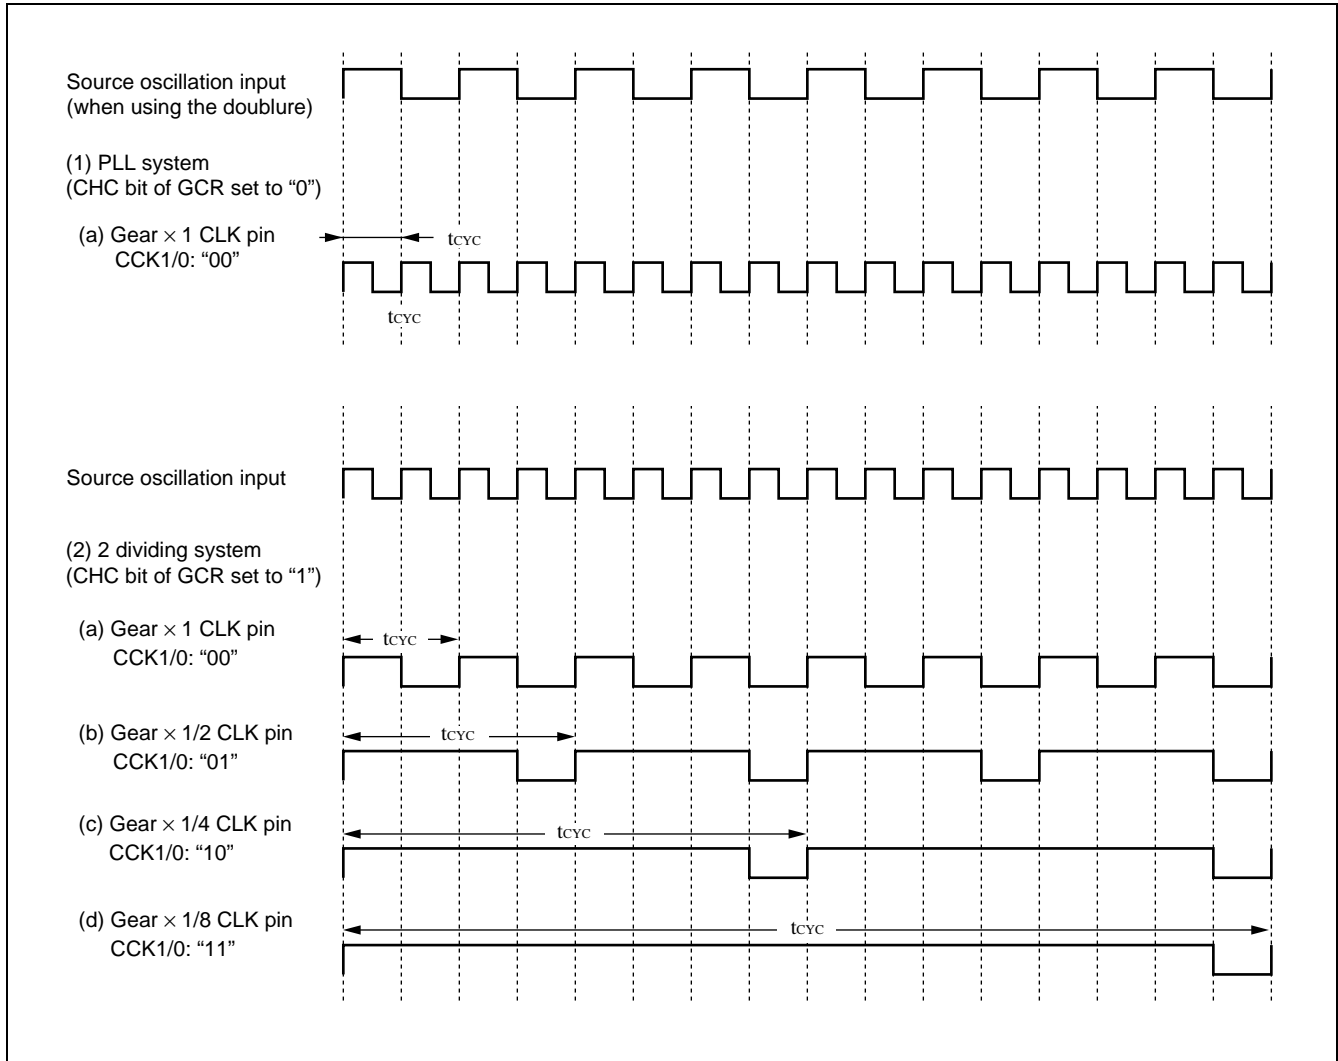 Source oscillation input
(when using the doublure)
(1) PLL system
(CHC bit of GCR set to “0”)
(a) Gear × 1 CLK pin
CCK1/0: “00”
tCYC
tCYC
Source oscillation input
(2) 2 dividing system
(CHC bit of GCR set to “1”)
(a) Gear × 1 CLK pin
CCK1/0: “00”
tCYC
(b) Gear × 1/2 CLK pin
CCK1/0: “01”
tCYC
(c) Gear × 1/4 CLK pin
CCK1/0: “10”
tCYC
(d) Gear × 1/8 CLK pin
CCK1/0: “11”
tCYC